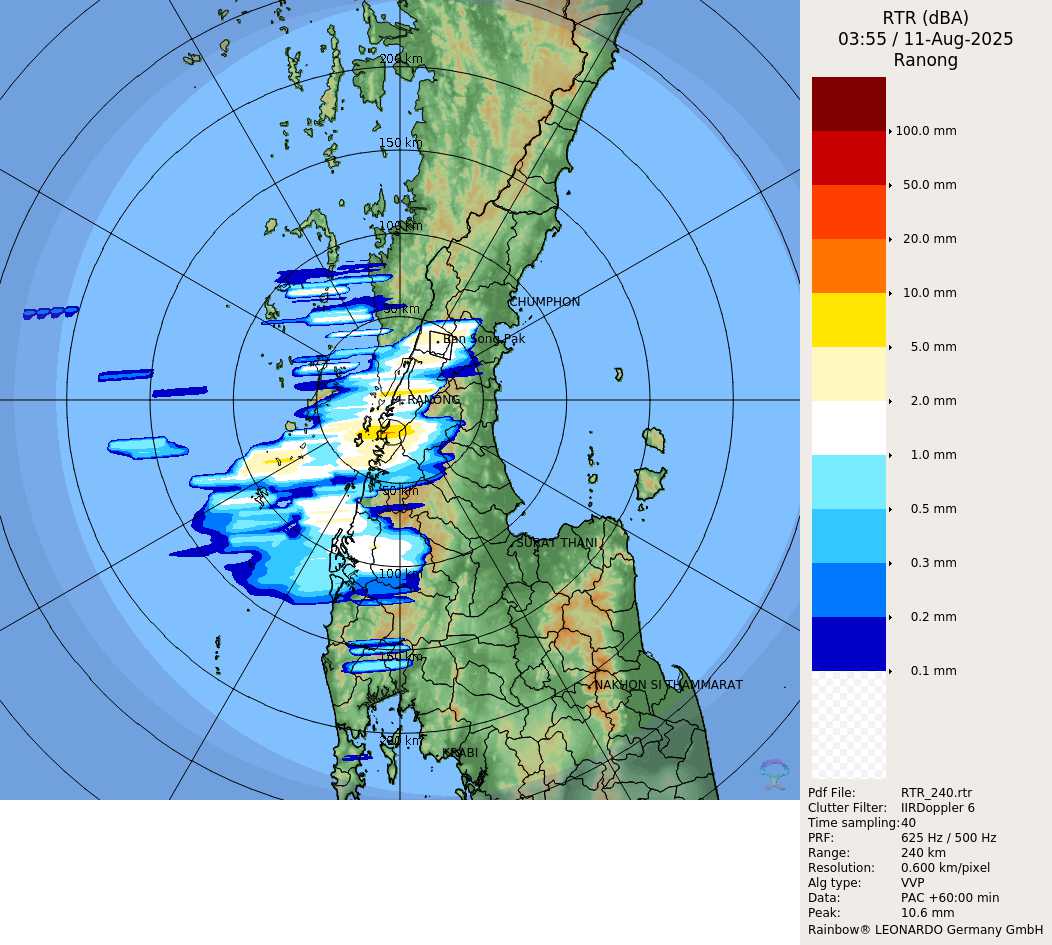 RTR (dBA)
03:55 / 11-Aug-2025
Ranong
200 km
150 km
100 km
50 km
CHUMPHON
Ban Song Pak
RANONG
50 km
SURAT THANI
100 km
150 km
NAKHON SI THAMMARAT
200 km
KRABI
100.0 mm
50.0 mm
20.0 mm
10.0 mm
5.0 mm
2.0 mm
1.0 mm
0.5 mm
0.3 mm
0.2 mm
0.1 mm
Pdf File: RTR_240.rtr
Clutter Filter: IIRDoppler 6
Time sampling:40
PRF: 625 Hz / 500 Hz
Range: 240 km
Resolution: 0.600 km/pixel
Alg type: VVP
Data: PAC +60:00 min
Peak: 10.6 mm
Rainbow® LEONARDO Germany GmbH